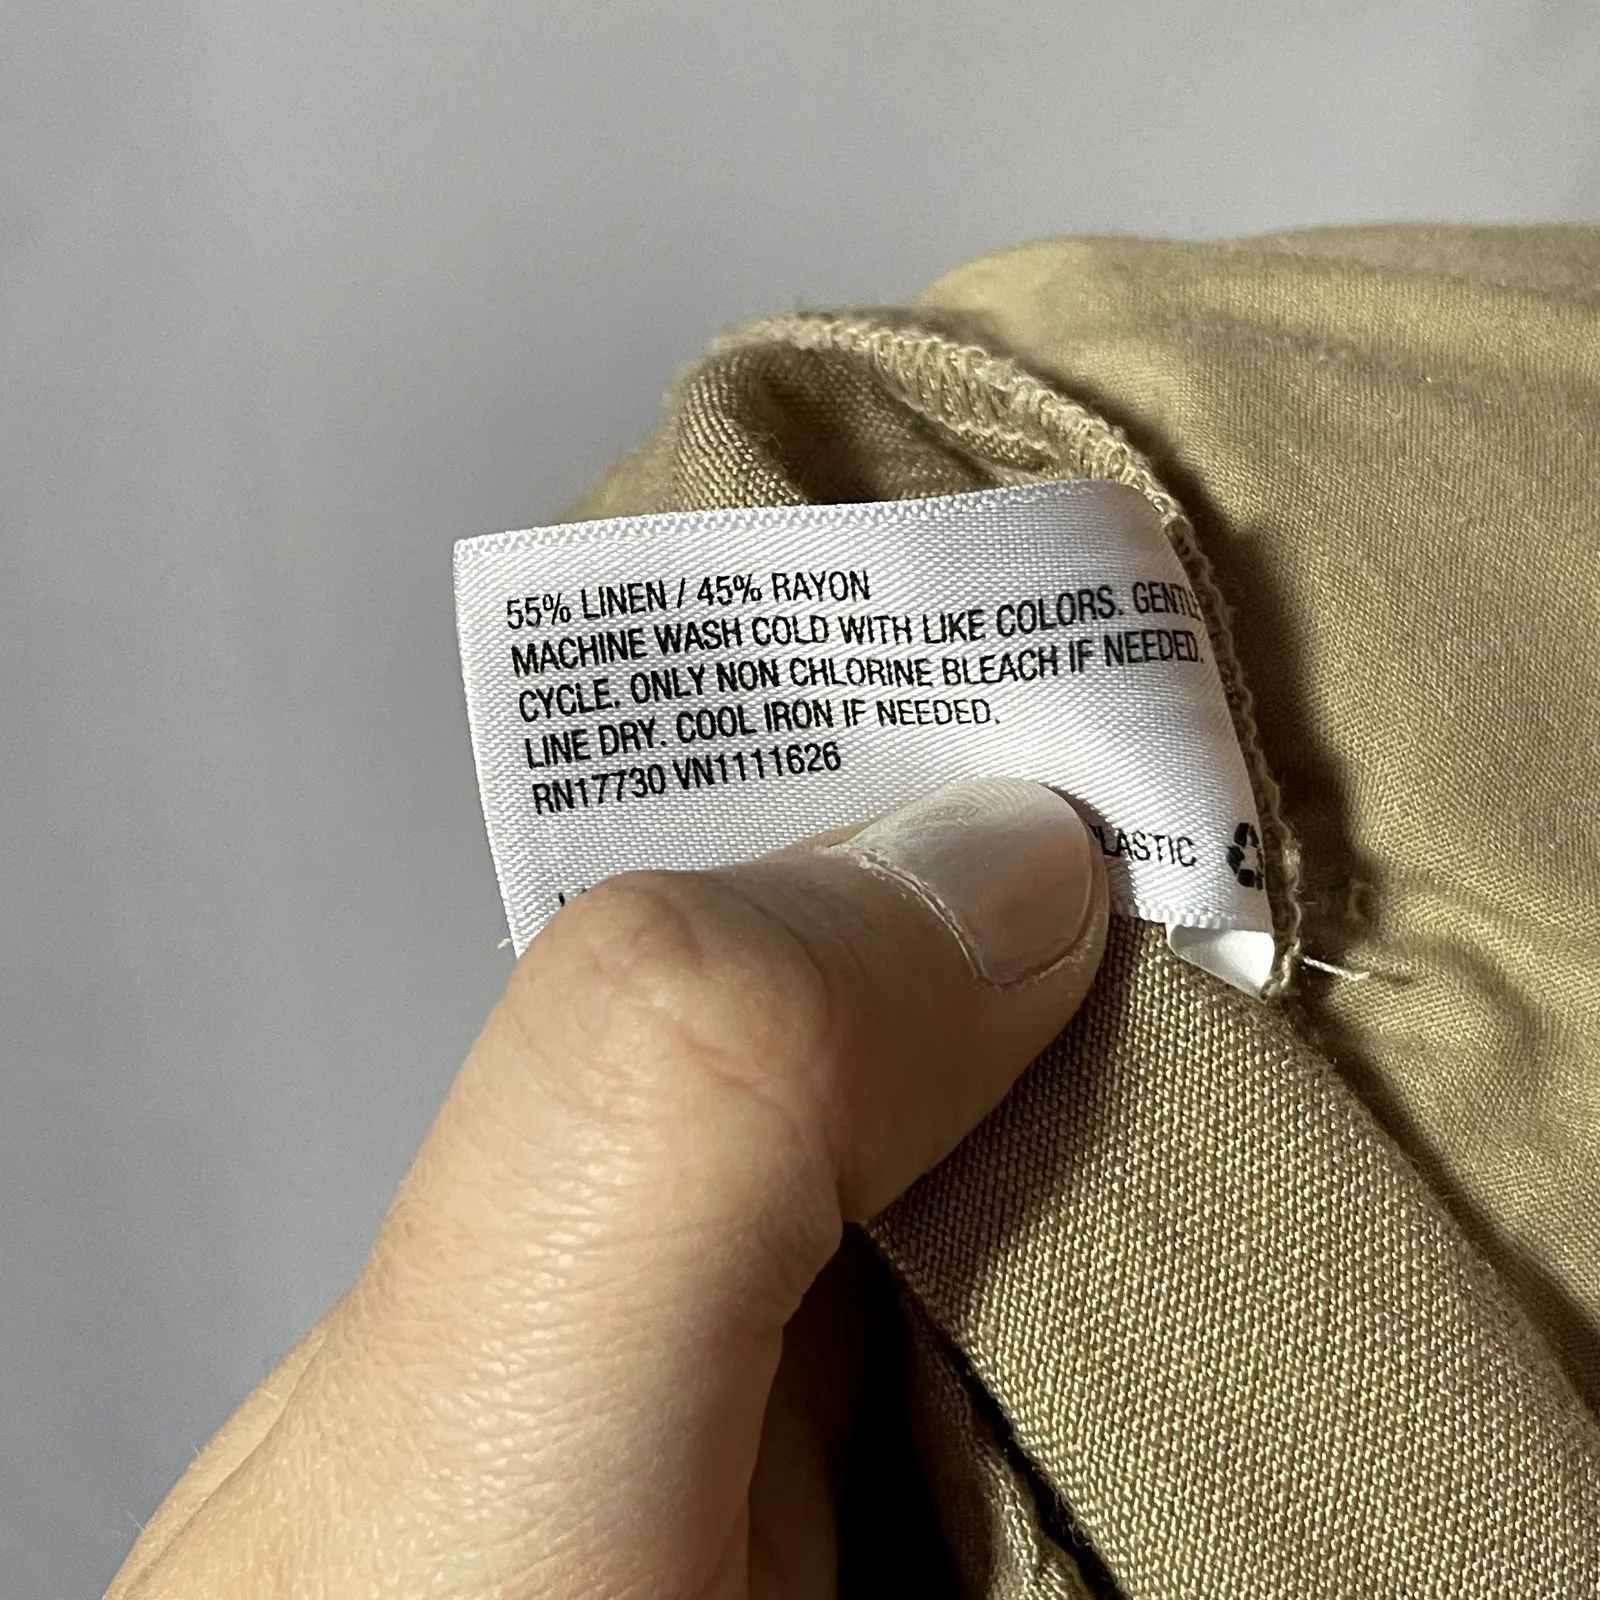 55% LINEN / 45% RAYON
MACHINE WASH COLD WITH LIKE COLORS. GENTLE
CYCLE. ONLY NON CHLORINE BLEACH IF NEEDED.
LINE DRY. COOL IRON IF NEEDED.
RN17730 VN1111626
PLASTIC